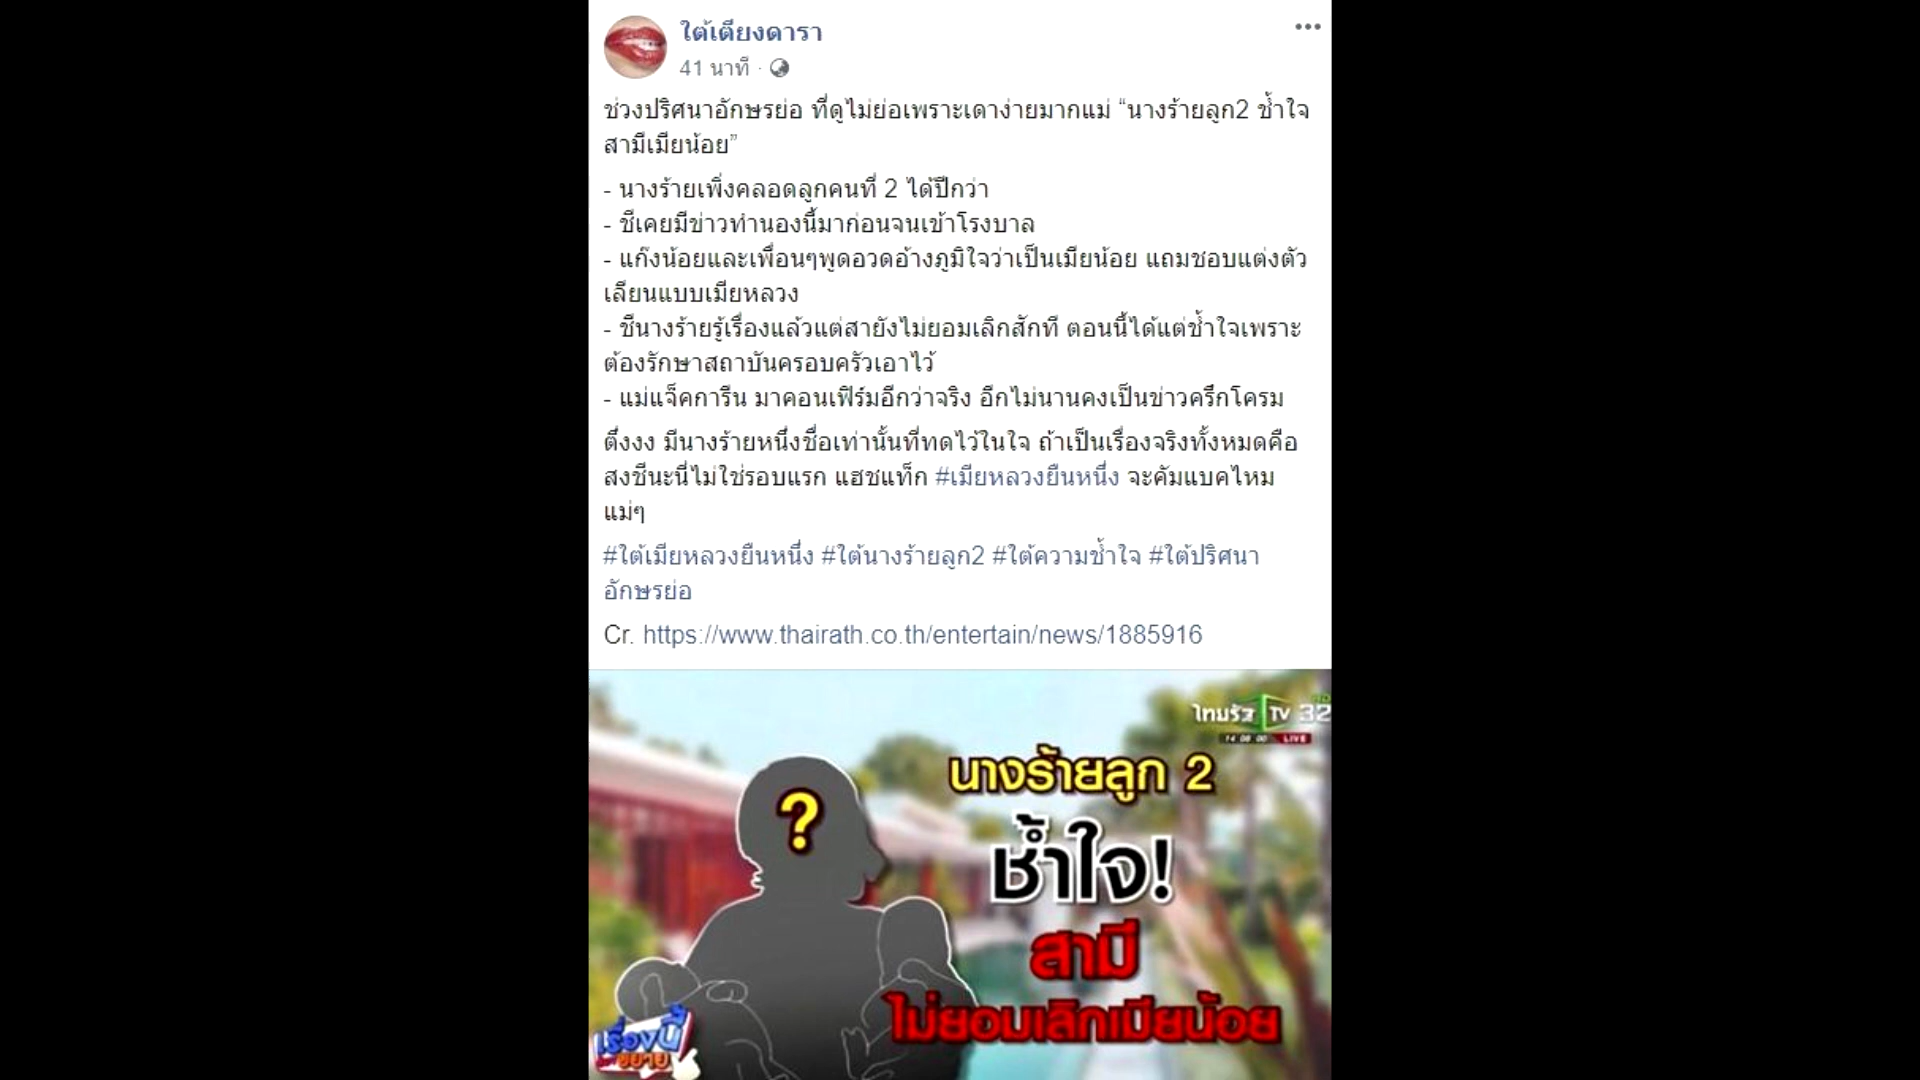 ใต้เตียงดารา
41 นาที ·
ช่วงปริศนาอักษรย่อ ที่ดูไม่ย่อเพราะเดาง่ายมากแม่ “นางร้ายลูก2 ช้ำใจ
สามีเมียน้อย”
- นางร้ายเพิ่งคลอดลูกคนที่ 2 ได้ปีกว่า
- ชีเคยมีข่าวทำนองนี้มาก่อนจนเข้าโรงบาล
- แก๊งน้อยและเพื่อนๆพูดอวดอ้างภูมิใจว่าเป็นเมียน้อย แถมชอบแต่งตัว
เลียนแบบเมียหลวง
- ชีนางร้ายรู้เรื่องแล้วแต่สายังไม่ยอมเลิกสักที ตอนนี้ได้แต่ช้ำใจเพราะ
ต้องรักษาสถาบันครอบครัวเอาไว้
- แม่แจ็คการีน มาคอนเฟิร์มอีกว่าจริง อีกไม่นานคงเป็นข่าวครึกโครม
ตึ่งงง มีนางร้ายหนึ่งชื่อเท่านั้นที่ทดไว้ในใจ ถ้าเป็นเรื่องจริงทั้งหมดคือ
สงชีนะนี่ไม่ใช่รอบแรก แฮชแท็ก #เมียหลวงยืนหนึ่ง จะคัมแบคไหม
แม่ๆ
#ใต้เมียหลวงยืนหนึ่ง #ใต้นางร้ายลูก2 #ใต้ความช้ำใจ #ใต้ปริศนา
อักษรย่อ
Cr. https://www.thairath.co.th/entertain/news/1885916
ไทยรัฐ TV 32
14 08 00 LIVE
?
นางร้ายลูก 2
ช้ำใจ!
สามี
ไม่ยอมเลิกเมียน้อย
เรื่องนี้
ขยาย